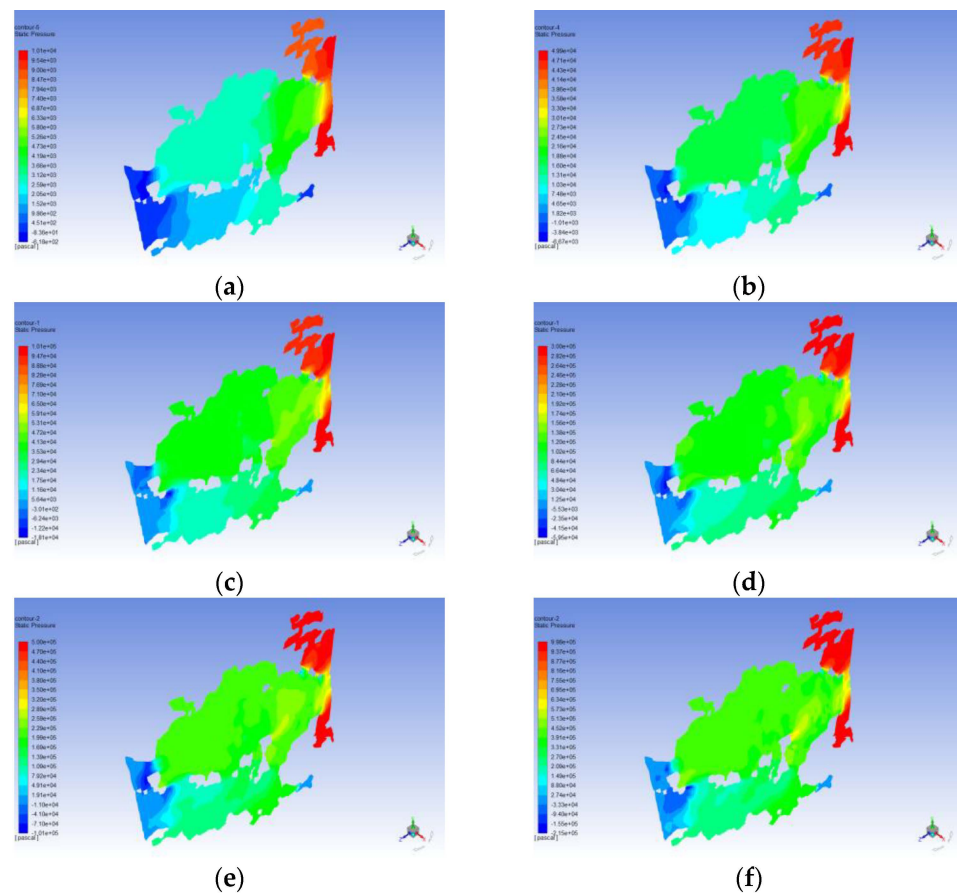 contour-6
Static Pressure
1.01e+04
9.54e+03
9.00e+03
8.47e+03
7.94e+03
7.40e+03
6.87e+03
6.33e+03
5.80e+03
5.26e+03
4.73e+03
4.19e+03
3.66e+03
3.12e+03
2.59e+03
2.05e+03
1.52e+03
9.86e+02
4.51e+02
-8.36e+01
-6.18e+02
[ pascal ]
Z
X
(a)
contour-4
Static Pressure
4.99e+04
4.71e+04
4.43e+04
4.14e+04
3.86e+04
3.58e+04
3.30e+04
3.01e+04
2.73e+04
2.45e+04
2.16e+04
1.88e+04
1.60e+04
1.31e+04
1.03e+04
7.48e+03
4.65e+03
1.82e+03
-1.01e+03
-3.84e+03
-6.67e+03
[ pascal ]
Z
X
(b)
contour-1
Static Pressure
1.01e+05
9.47e+04
8.88e+04
8.28e+04
7.69e+04
7.10e+04
6.50e+04
5.91e+04
5.31e+04
4.72e+04
4.13e+04
3.53e+04
2.94e+04
2.34e+04
1.75e+04
1.16e+04
5.64e+03
-3.01e+02
-6.24e+03
-1.22e+04
-1.81e+04
[ pascal ]
Z
X
(c)
contour-1
Static Pressure
3.00e+05
2.82e+05
2.64e+05
2.46e+05
2.28e+05
2.10e+05
1.92e+05
1.74e+05
1.56e+05
1.38e+05
1.20e+05
1.02e+05
8.44e+04
6.64e+04
4.84e+04
3.04e+04
1.25e+04
-5.53e+03
-2.35e+04
-4.15e+04
-5.95e+04
[ pascal ]
Z
X
(d)
contour-2
Static Pressure
5.00e+05
4.70e+05
4.40e+05
4.10e+05
3.80e+05
3.50e+05
3.20e+05
2.89e+05
2.59e+05
2.29e+05
1.99e+05
1.69e+05
1.39e+05
1.09e+05
7.92e+04
4.91e+04
1.91e+04
-1.10e+04
-4.10e+04
-7.10e+04
-1.01e+05
[ pascal ]
Z
X
(e)
contour-2
Static Pressure
9.98e+05
9.37e+05
8.77e+05
8.16e+05
7.55e+05
6.95e+05
6.34e+05
5.73e+05
5.13e+05
4.52e+05
3.91e+05
3.31e+05
2.70e+05
2.09e+05
1.49e+05
8.80e+04
2.74e+04
-3.33e+04
-9.40e+04
-1.55e+05
-2.15e+05
[ pascal ]
Z
X
(f)